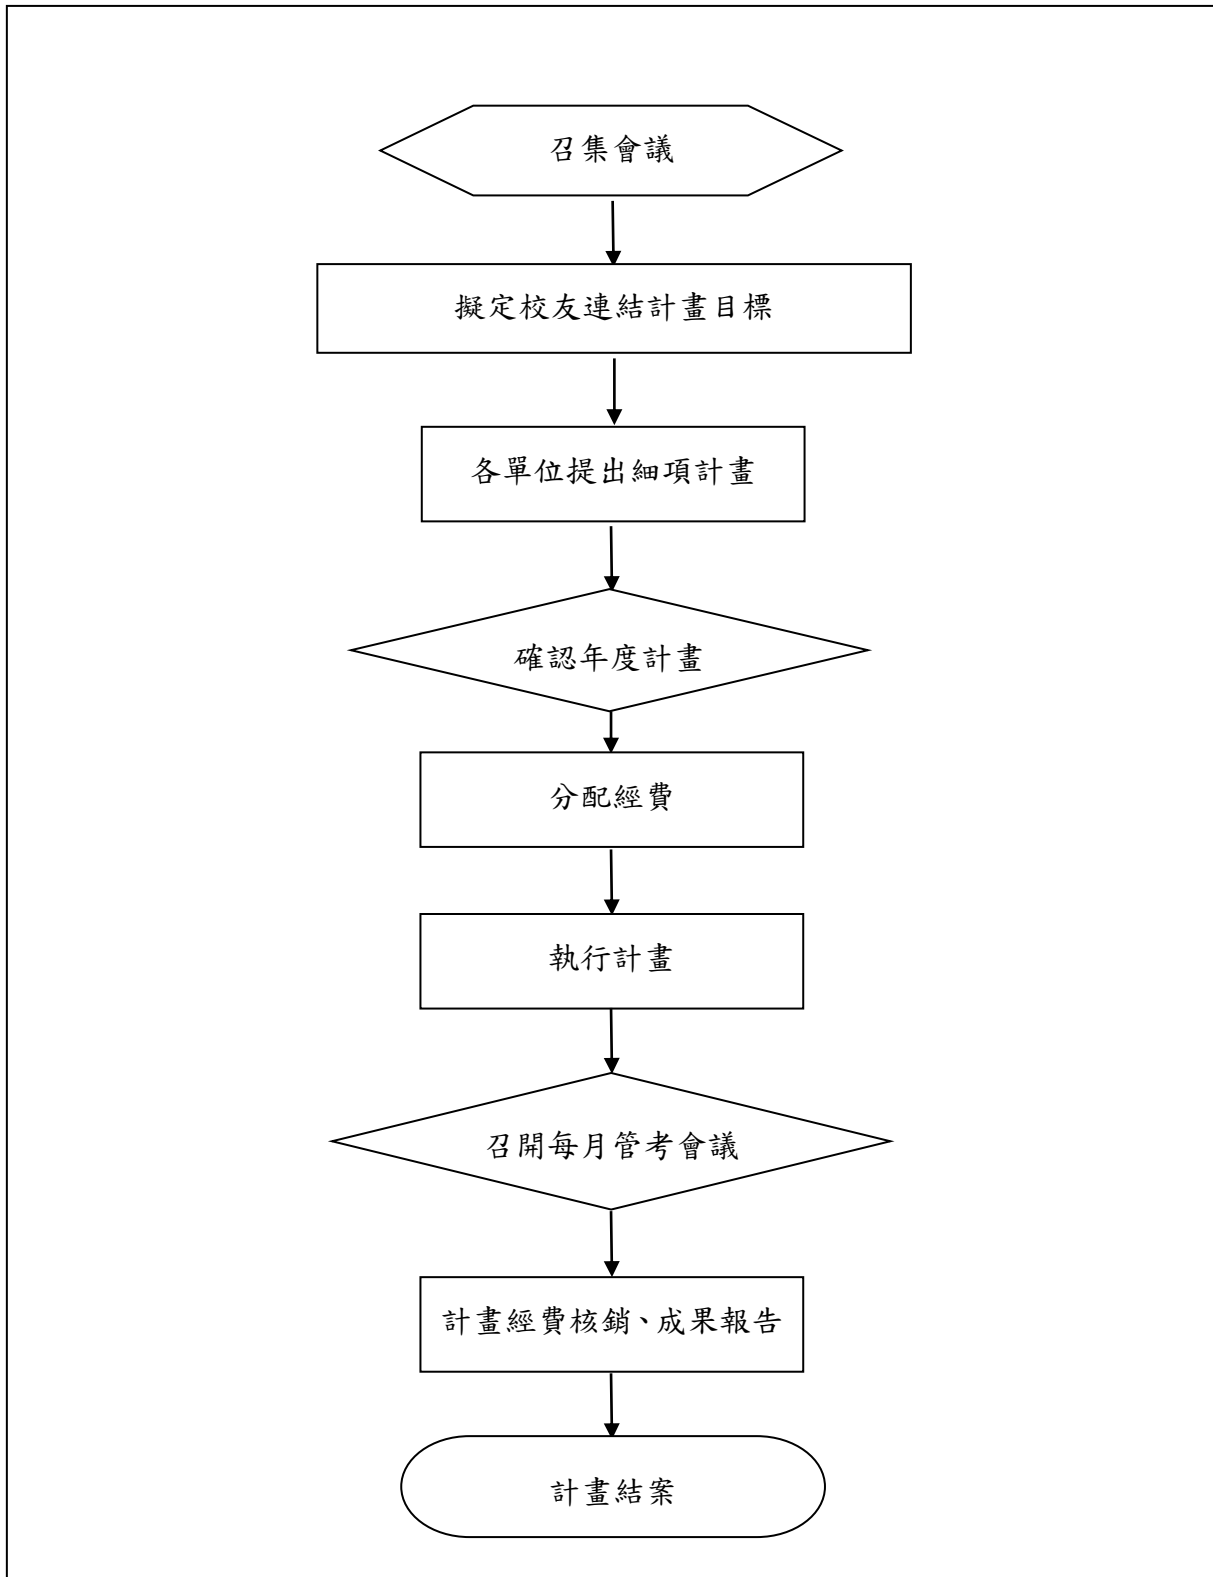 召集會議
擬定校友連結計畫目標
各單位提出細項計畫
確認年度計畫
分配經費
執行計畫
召開每月管考會議
計畫經費核銷、成果報告
計畫結案